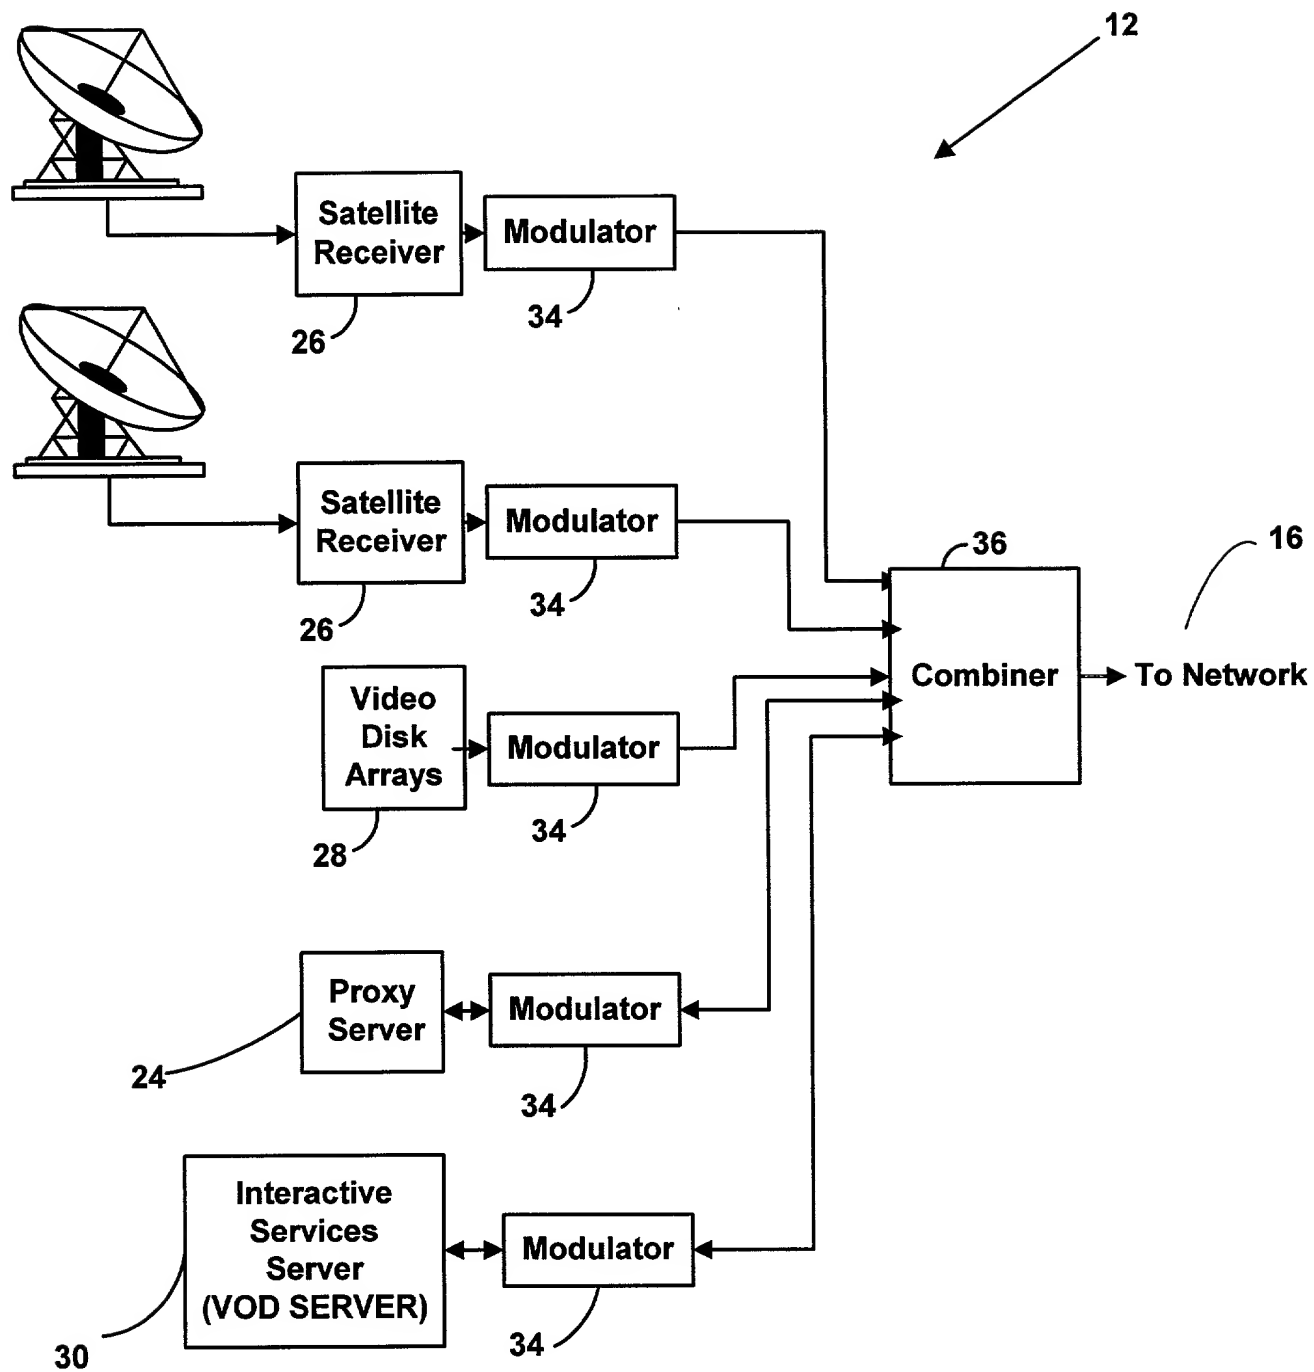 12
Satellite
Receiver
Modulator
26
34
Satellite
Receiver
Modulator
26
34
36
16
Combiner
To Network
Video
Disk
Arrays
Modulator
28
34
Proxy
Server
Modulator
24
34
Interactive
Services
Server
(VOD SERVER)
Modulator
30
34